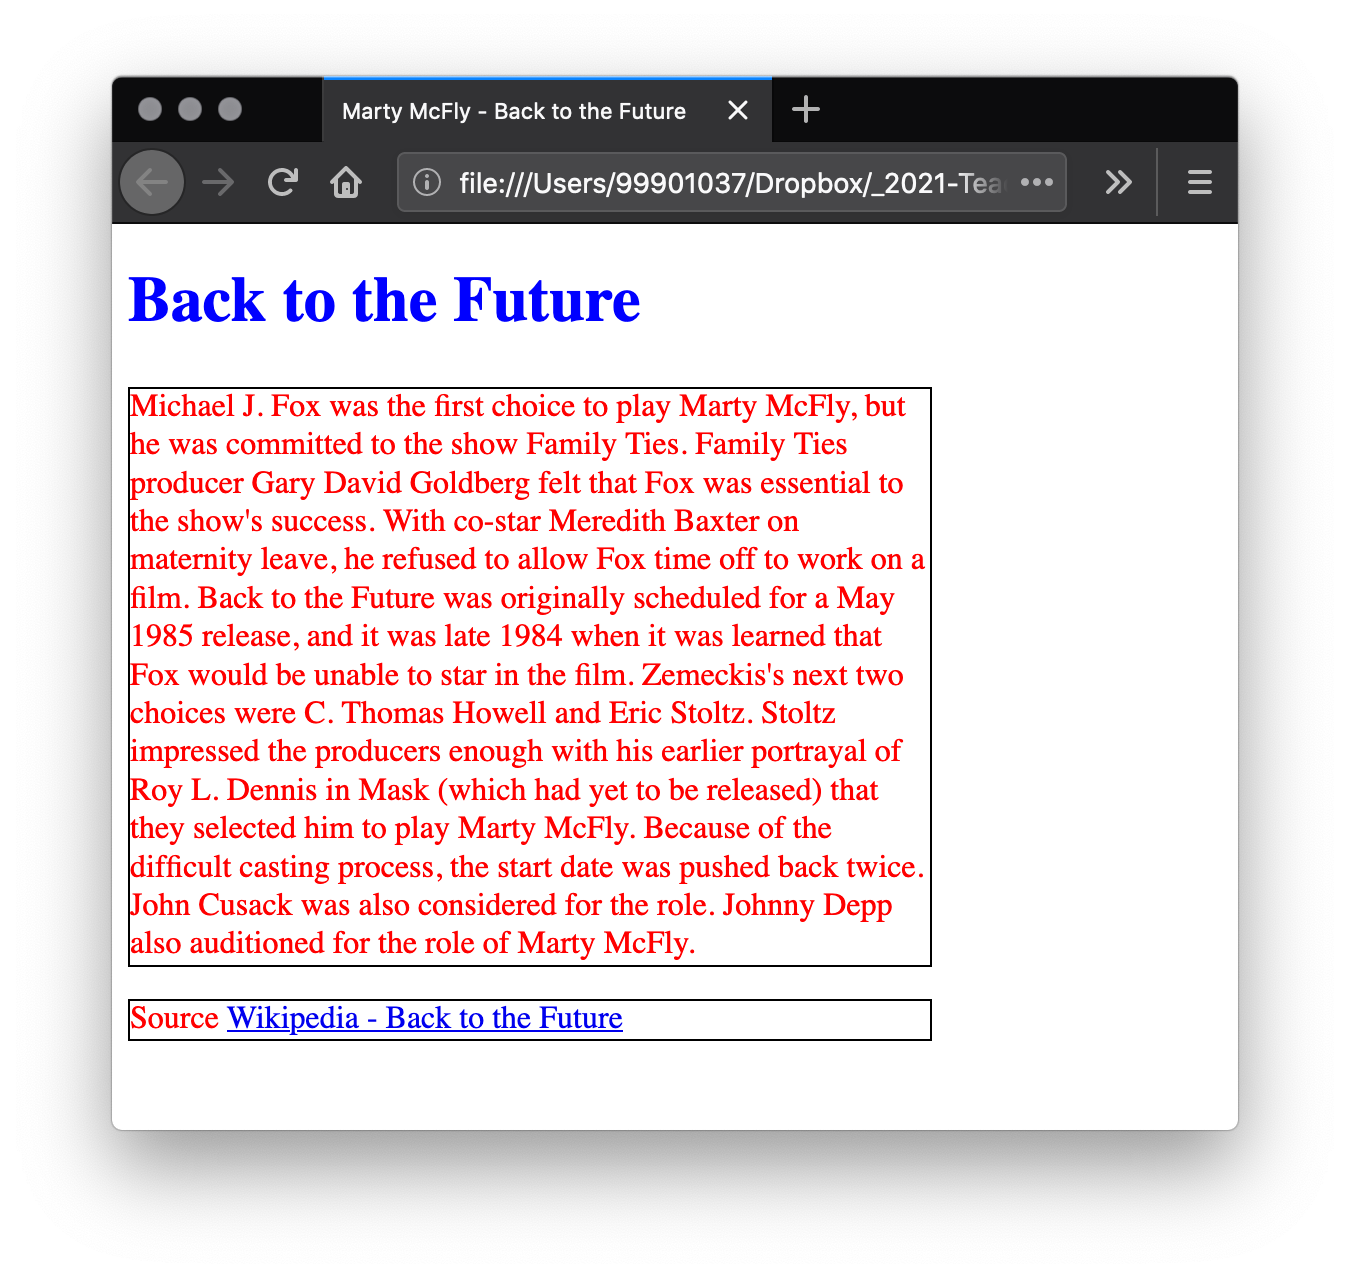 Marty McFly - Back to the Future
file:///Users/99901037/Dropbox/_2021-Tea
Back to the Future
Michael J. Fox was the first choice to play Marty McFly, but
he was committed to the show Family Ties. Family Ties
producer Gary David Goldberg felt that Fox was essential to
the show's success. With co-star Meredith Baxter on
maternity leave, he refused to allow Fox time off to work on a
film. Back to the Future was originally scheduled for a May
1985 release, and it was late 1984 when it was learned that
Fox would be unable to star in the film. Zemeckis's next two
choices were C. Thomas Howell and Eric Stoltz. Stoltz
impressed the producers enough with his earlier portrayal of
Roy L. Dennis in Mask (which had yet to be released) that
they selected him to play Marty McFly. Because of the
difficult casting process, the start date was pushed back twice.
John Cusack was also considered for the role. Johnny Depp
also auditioned for the role of Marty McFly.
Source Wikipedia - Back to the Future